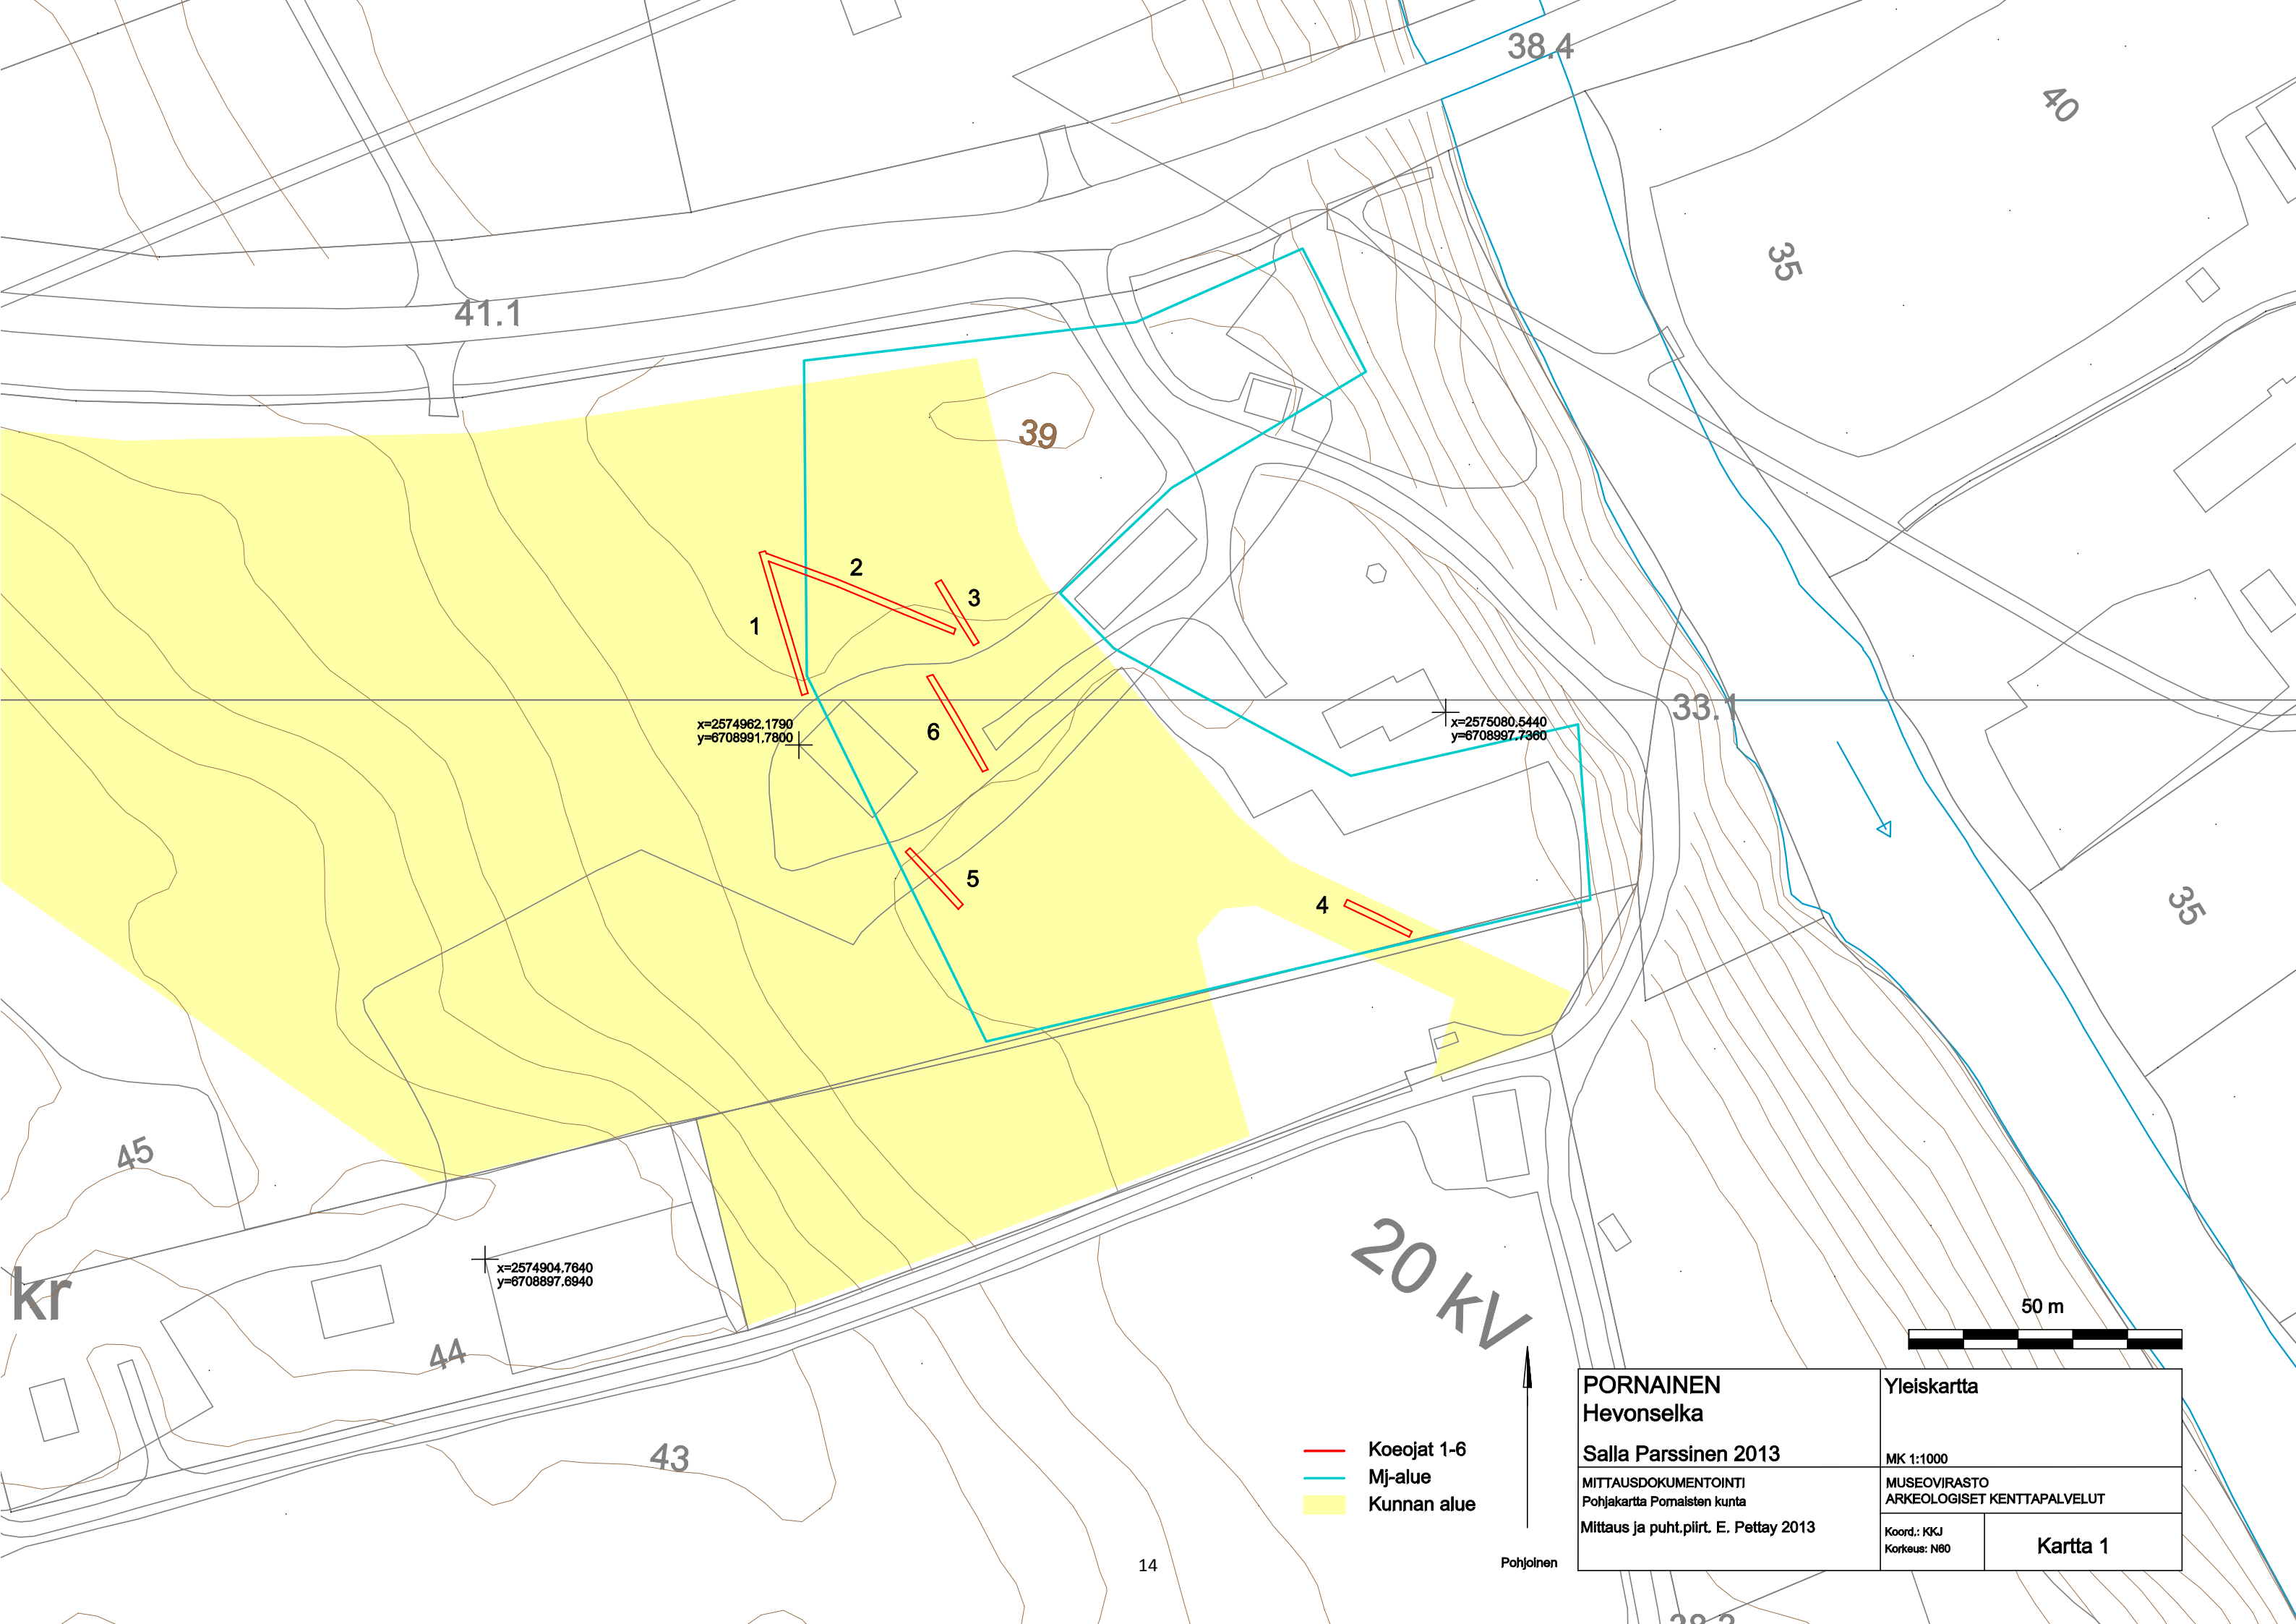 38.4
40
35
41.1
39
2
3
1
33.1
x=2574962.1790
y=6708991.7800
x=2575080.5440
y=6708997.7360
6
5
4
35
45
kr
x=2574904.7640
y=6708897.6940
44
43
20 kV
50 m
Koeojat 1-6
Mj-alue
Kunnan alue
Pohjoinen
PORNAINEN
Hevonselka
Salla Parssinen 2013
Yleiskartta
MK 1:1000
MITTAUSDOKUMENTOINTI
Pohjakartta Pornaisten kunta
Mittaus ja puht.piirt. E. Pettay 2013
MUSEOVIRASTO
ARKEOLOGISET KENTTAPALVELUT
Koord.: KKJ
Korkeus: N60
Kartta 1
14